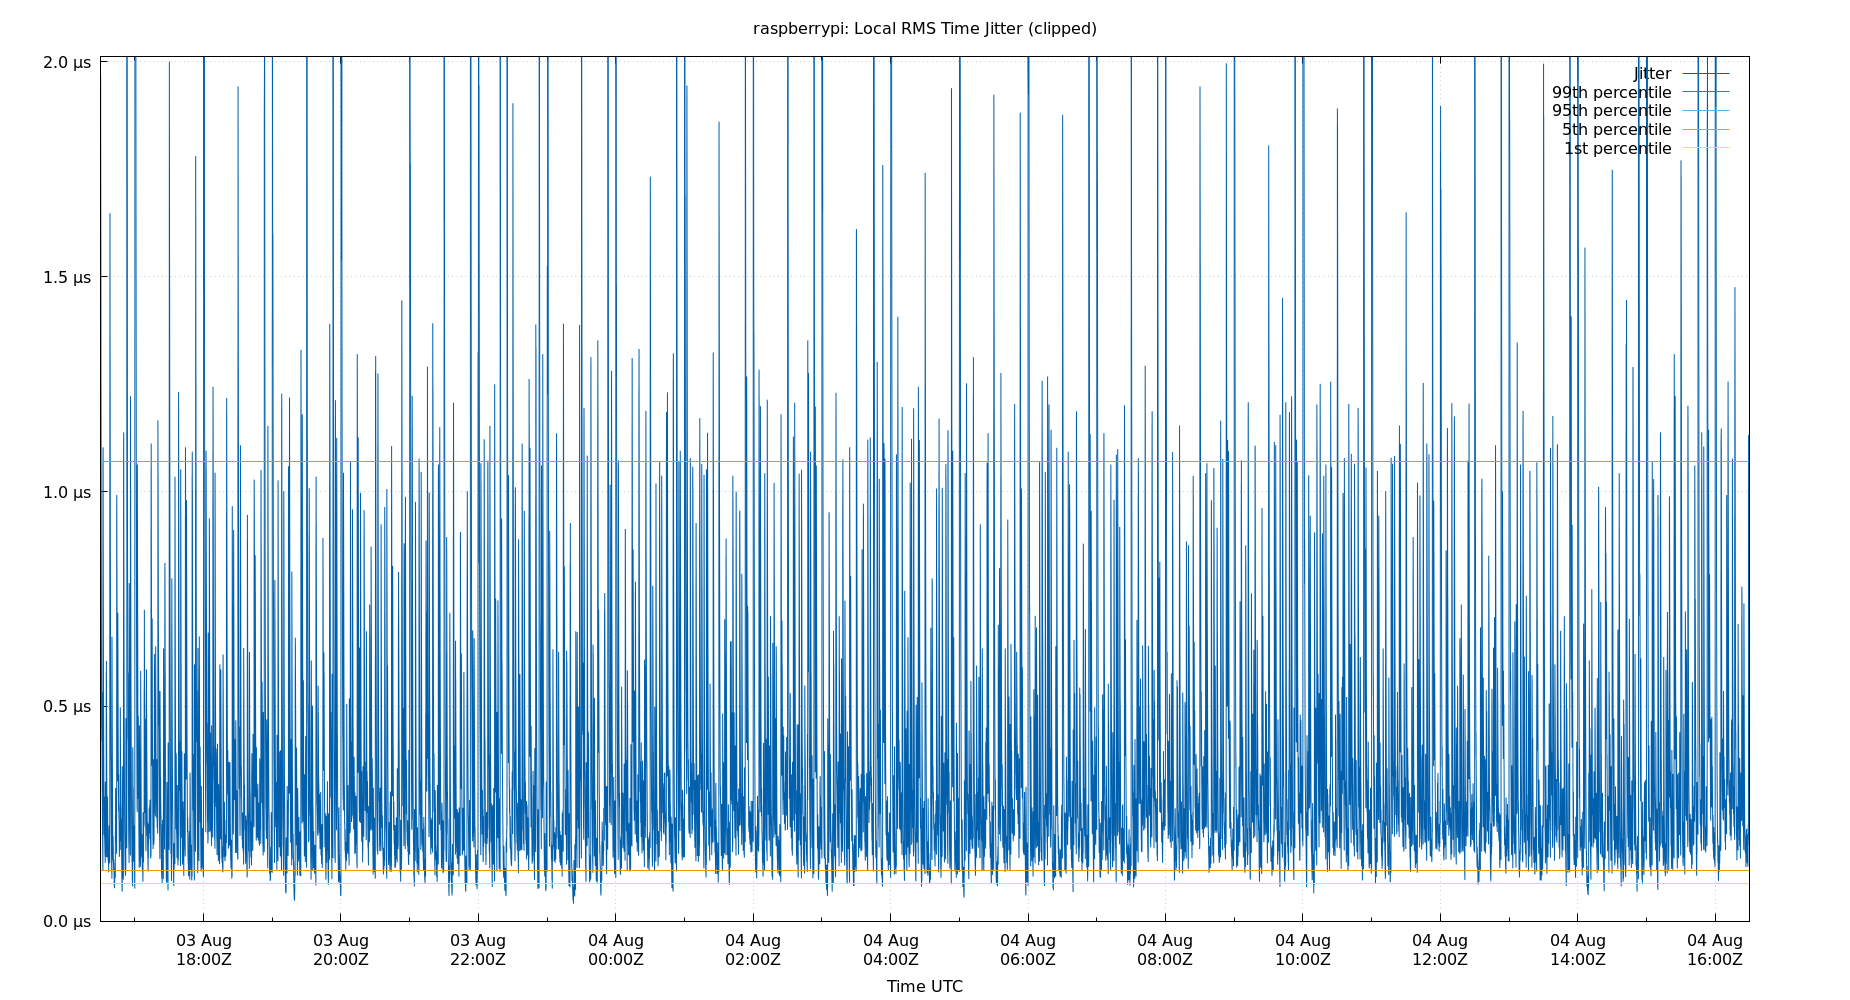 raspberrypi: Local RMS Time Jitter (clipped)
2.0 µs
1.5 µs
1.0 µs
0.5 µs
0.0 µs
Jitter
99th percentile
95th percentile
5th percentile
1st percentile
03 Aug 03 Aug 03 Aug 04 Aug 04 Aug 04 Aug 04 Aug 04 Aug 04 Aug 04 Aug 04 Aug 04 Aug
18:00Z 20:00Z 22:00Z 00:00Z 02:00Z 04:00Z 06:00Z 08:00Z 10:00Z 12:00Z 14:00Z 16:00Z
Time UTC